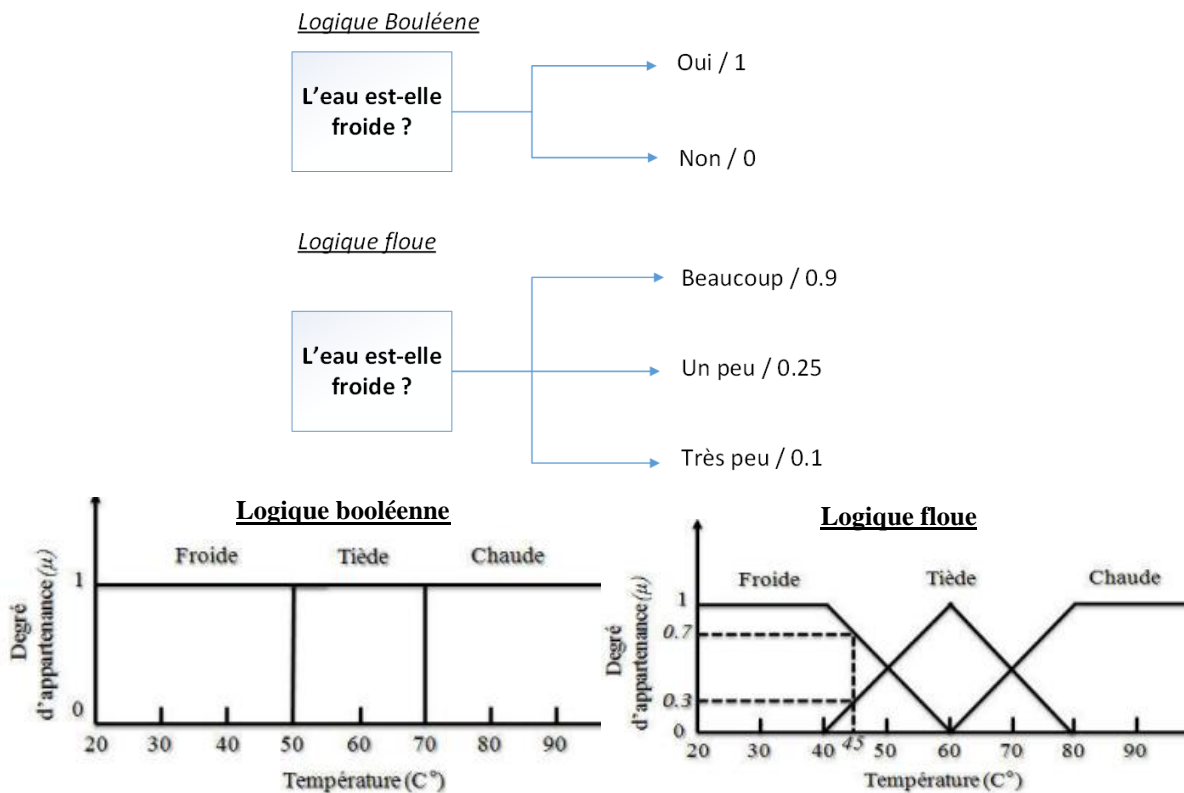 Logique Bouléene
L'eau est-elle
froide ?
Oui / 1
Non / 0
Logique floue
L'eau est-elle
froide ?
Beaucoup / 0.9
Un peu / 0.25
Très peu / 0.1
Logique booléenne
Froide Tiède Chaude
Degré
d'appartenance (μ)
1
0
20 30 40 50 60 70 80 90
Température (C°)
Logique floue
Froide Tiède Chaude
Degré
d'appartenance (μ)
1
0.7
0.3
0
20 30 40 45 50 60 70 80 90
Température (C°)